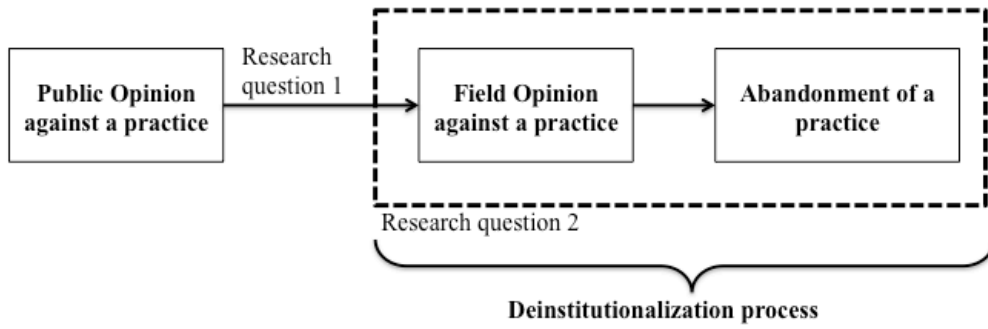 Public Opinion
against a practice
Research
question 1
Field Opinion
against a practice
Abandonment of a
practice
Research question 2
Deinstitutionalization process